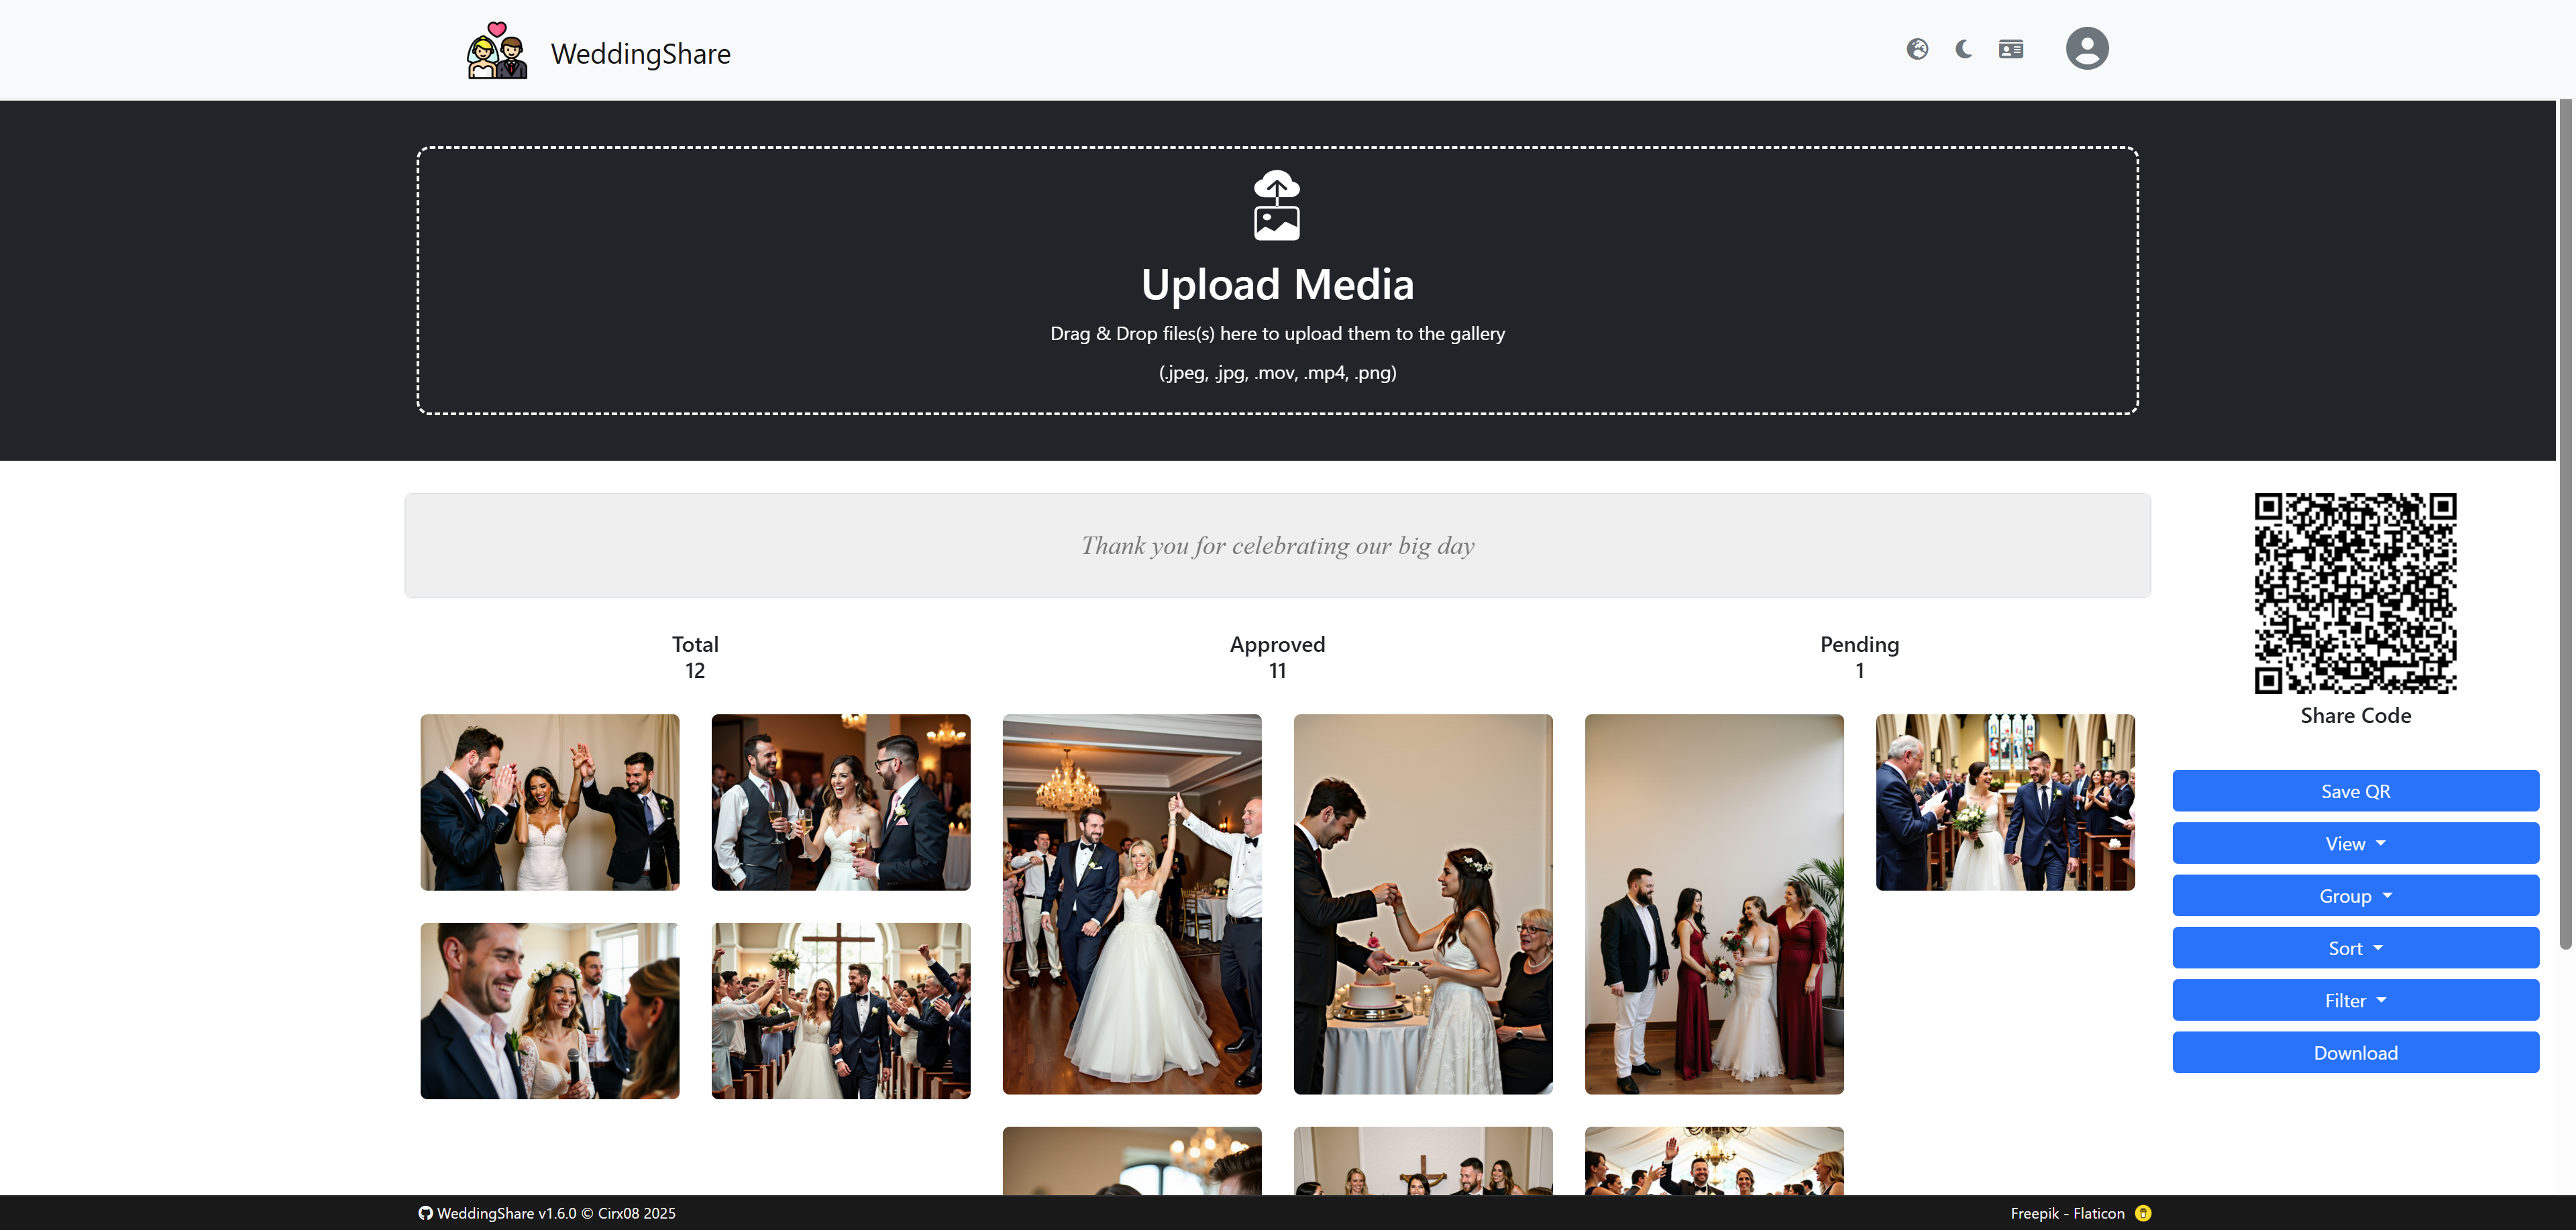 WeddingShare
Upload Media
Drag & Drop files(s) here to upload them to the gallery
(.jpeg, .jpg, .mov, .mp4, .png)
Thank you for celebrating our big day
Total
12
Approved
11
Pending
1
Share Code
Save QR
View
Group
Sort
Filter
Download
WeddingShare v1.6.0 © Cirx08 2025
Freepik - Flaticon